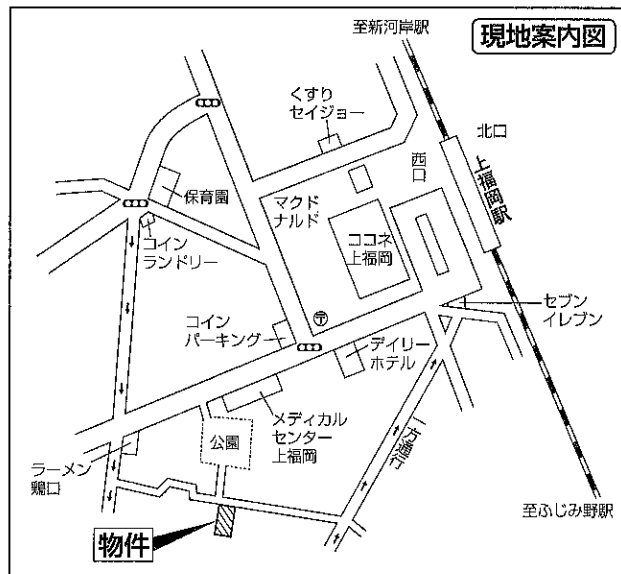 至新河岸駅
現地案内図
くすり
セイジョー
北口
西口
上福岡駅
保育園
マクド
ナルド
ココネ
上福岡
コイン
ランドリー
セブン
イレブン
コイン
パーキング
〒
デイリー
ホテル
メディカル
センター
上福岡
公園
一方通行
ラーメン
鶏口
物件
至ふじみ野駅